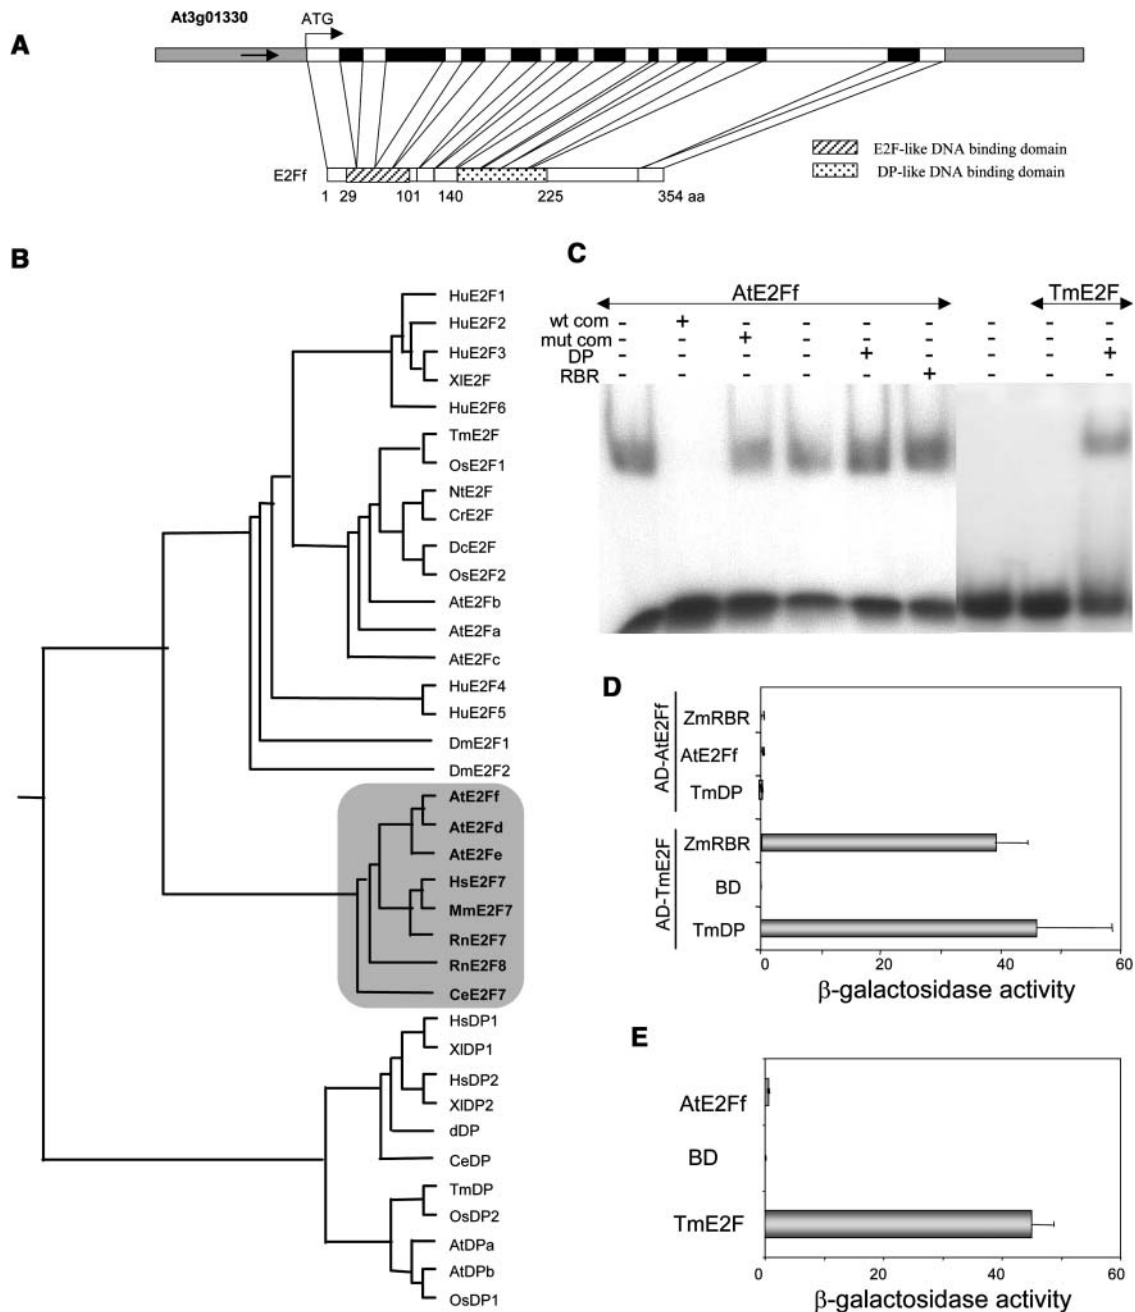 A
At3g01330
ATG
E2Ff
1 29 101 140 225 354 aa
E2F-like DNA binding domain
DP-like DNA binding domain
B
HuE2F1
HuE2F2
HuE2F3
XlE2F
HuE2F6
TmE2F
OsE2F1
NtE2F
CrE2F
DcE2F
OsE2F2
AtE2Fb
AtE2Fa
AtE2Fc
HuE2F4
HuE2F5
DmE2F1
DmE2F2
AtE2Ff
AtE2Fd
AtE2Fe
HsE2F7
MmE2F7
RnE2F7
RnE2F8
CeE2F7
HsDP1
XlDP1
HsDP2
XlDP2
dDP
CeDP
TmDP
OsDP2
AtDPa
AtDPb
OsDP1
C
AtE2Ff TmE2F
wt com - + - - - - - - -
mut com - - + - - - - - -
DP - - - - + - - - +
RBR - - - - - + - - -
D
AD-AtE2Ff
ZmRBR
AtE2Ff
TmDP
AD-TmE2F
ZmRBR
BD
TmDP
0 20 40 60
β-galactosidase activity
E
AtE2Ff
BD
TmE2F
0 20 40 60
β-galactosidase activity